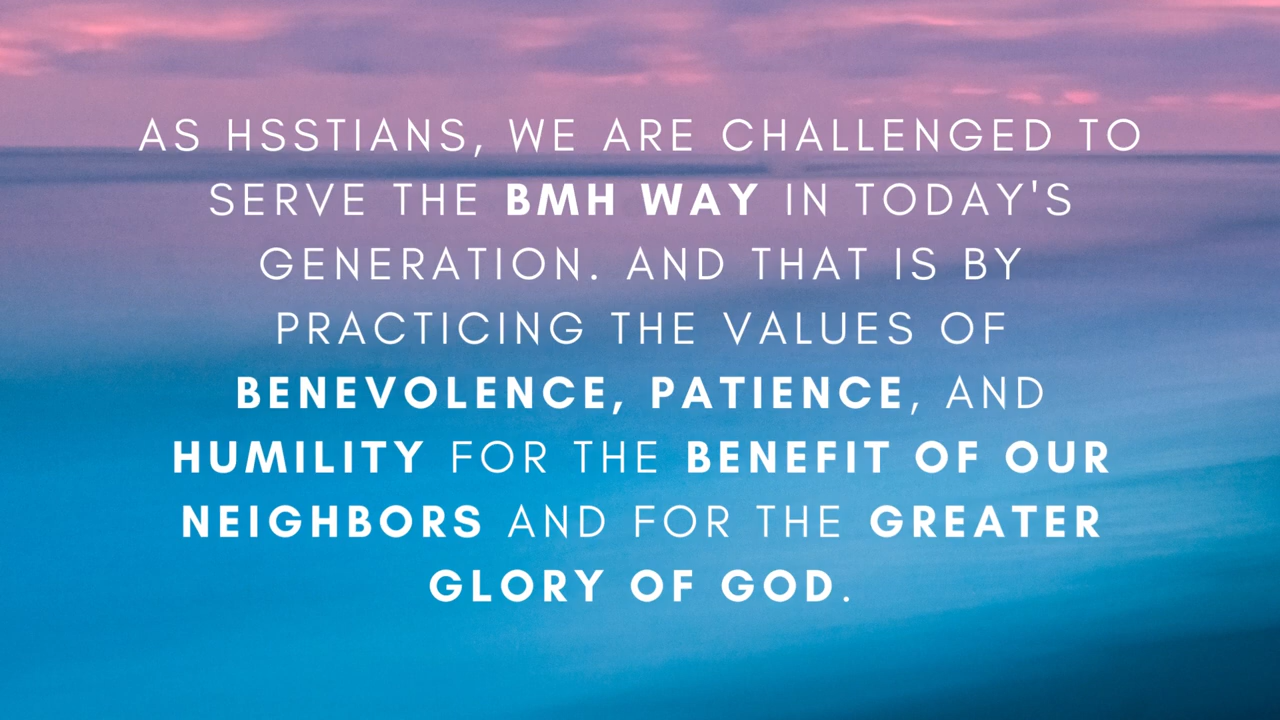 AS HSSTIANS, WE ARE CHALLENGED TO
SERVE THE BMH WAY IN TODAY'S
GENERATION. AND THAT IS BY
PRACTICING THE VALUES OF
BENEVOLENCE, PATIENCE, AND
HUMILITY FOR THE BENEFIT OF OUR
NEIGHBORS AND FOR THE GREATER
GLORY OF GOD.